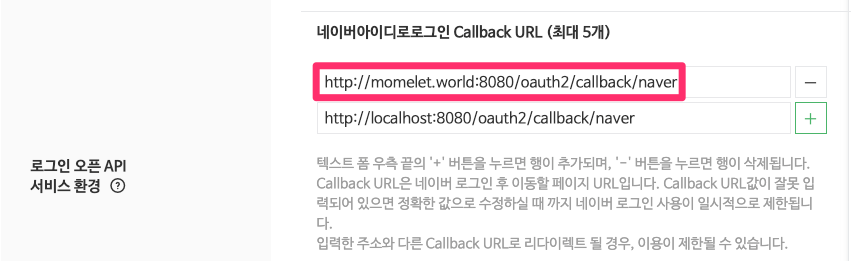 네이버아이디로로그인 Callback URL (최대 5개)
http://momelet.world:8080/oauth2/callback/naver
−
http://localhost:8080/oauth2/callback/naver
+
로그인 오픈 API
서비스 환경 ?
텍스트 폼 우측 끝의 '+' 버튼을 누르면 행이 추가되며, '-' 버튼을 누르면 행이 삭제됩니다.
Callback URL은 네이버 로그인 후 이동할 페이지 URL입니다. Callback URL값이 잘못 입
력되어 있으면 정확한 값으로 수정하실 때 까지 네이버 로그인 사용이 일시적으로 제한됩니
다.
입력한 주소와 다른 Callback URL로 리다이렉트 될 경우, 이용이 제한될 수 있습니다.